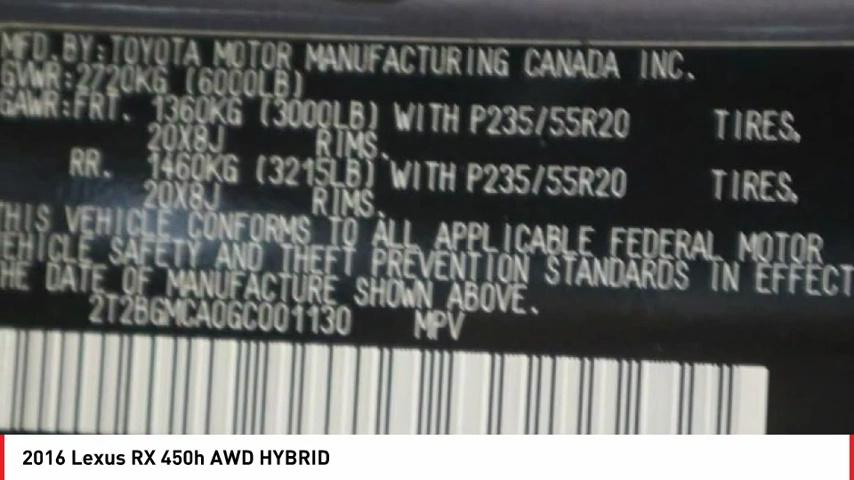 MFD. BY: TOYOTA MOTOR MANUFACTURING CANADA INC.
GVWR: 2720KG (6000LB)
GAWR: FRT. 1360KG (3000LB) WITH P235/55R20 TIRES,
20X8J RIMS.
RR. 1460KG (3215LB) WITH P235/55R20 TIRES,
20X8J RIMS.
THIS VEHICLE CONFORMS TO ALL APPLICABLE FEDERAL MOTOR
VEHICLE SAFETY AND THEFT PREVENTION STANDARDS IN EFFECT
THE DATE OF MANUFACTURE SHOWN ABOVE.
2T2BGMCA0GC001130 MPV
2016 Lexus RX 450h AWD HYBRID